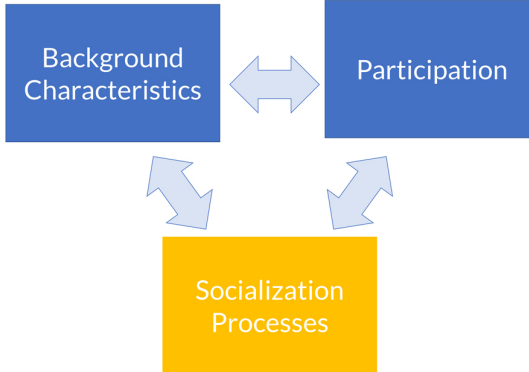 Background
Characteristics
Participation
Socialization
Processes